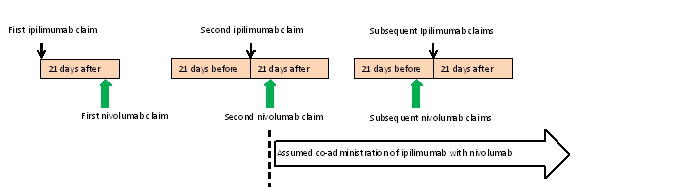 First ipilimumab claim
Second ipilimumab claim
Subsequent Ipilimumab claims
21 days after
21 days before
21 days after
21 days before
21 days after
First nivolumab claim
Second nivolumab claim
Subsequent nivolumab claims
Assumed co-administration of ipilimumab with nivolumab